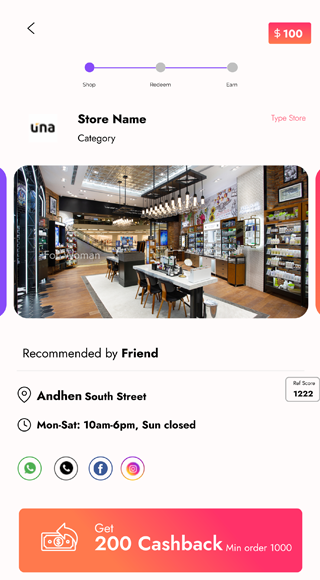 $ 100
Shop Redeem Earn
una
Store Name
Type Store
Category
For Woman
Recommended by Friend
Ref Score
1222
Andhen South Street
Mon-Sat: 10am-6pm, Sun closed
Get
200 Cashback Min order 1000